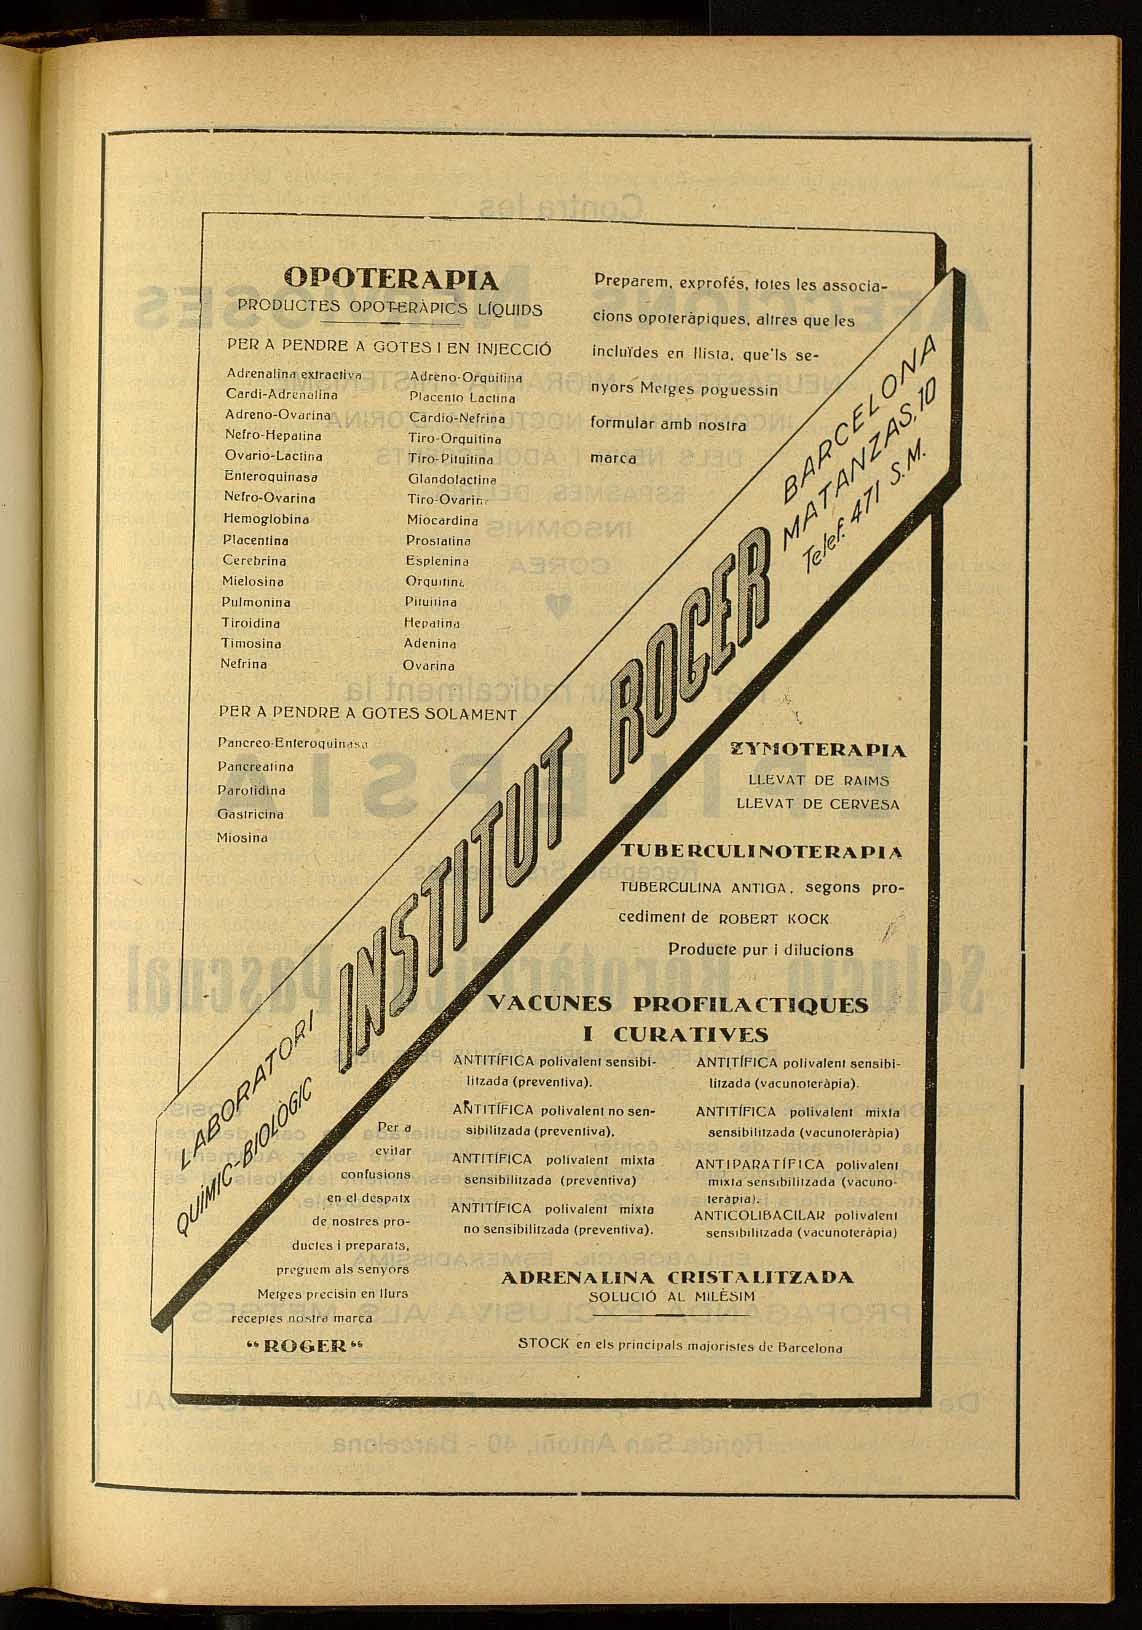 OPOTERAPIA
PRODUCTES OPOTERÀPICS LÍQUIDS
PER A PENDRE A GOTES I EN INJECCIÓ
Adrenalina extractiva
Cardi-Adrenalina
Adreno-Ovarina
Nefro-Hepatina
Ovario-Lactina
Enteroquinasa
Nefro-Ovarina
Hemoglobina
Placentina
Cerebrina
Mielosina
Pulmonina
Tiroidina
Timosina
Nefrina
Adreno-Orquitina
Placento Lactina
Cardio-Nefrina
Tiro-Orquitina
Tiro-Pituitina
Glandolactina
Tiro-Ovarina
Miocardina
Prostatina
Esplenina
Orquitina
Pituitina
Hepatina
Adenina
Ovarina
PER A PENDRE A GOTES SOLAMENT
Pancreo-Enteroquinasa
Pancreatina
Parotidina
Gastricina
Miosina
Preparem, exprofés, totes les associa-
cions opoteràpiques, altres que les
incluïdes en llista, que'ls se-
nyors Metges poguessin
formular amb nostra
marca
LABORATORI
QUÍMIC-BIOLÒGIC
INSTITUT ROGER
BARCELONA
MATANZAS, 10
Telef. 471 S.M.
ZYMOTERAPIA
LLEVAT DE RAIMS
LLEVAT DE CERVESA
TUBERCULINOTERAPIA
TUBERCULINA ANTIGA, segons pro-
cediment de ROBERT KOCK
Producte pur i dilucions
VACUNES PROFILACTIQUES
I CURATIVES
ANTITÍFICA polivalent sensibi-
litzada (preventiva).
ANTITÍFICA polivalent no sen-
sibilitzada (preventiva).
ANTITÍFICA polivalent mixta
sensibilitzada (preventiva)
ANTITÍFICA polivalent mixta
no sensibilitzada (preventiva).
ANTITÍFICA polivalent sensibi-
litzada (vacunoteràpia).
ANTITÍFICA polivalent mixta
sensibilitzada (vacunoteràpia)
ANTIPARATÍFICA polivalent
mixta sensibilitzada (vacuno-
teràpia).
ANTICOLIBACILAR polivalent
sensibilitzada (vacunoteràpia)
ADRENALINA CRISTALITZADA
SOLUCIÓ AL MILÈSIM
STOCK en els principals majoristes de Barcelona
Per a
evitar
confusions
en el despatx
de nostres pro-
ductes i preparats,
preguem als senyors
Metges precisin en llurs
receptes nostra marca
“ROGER“